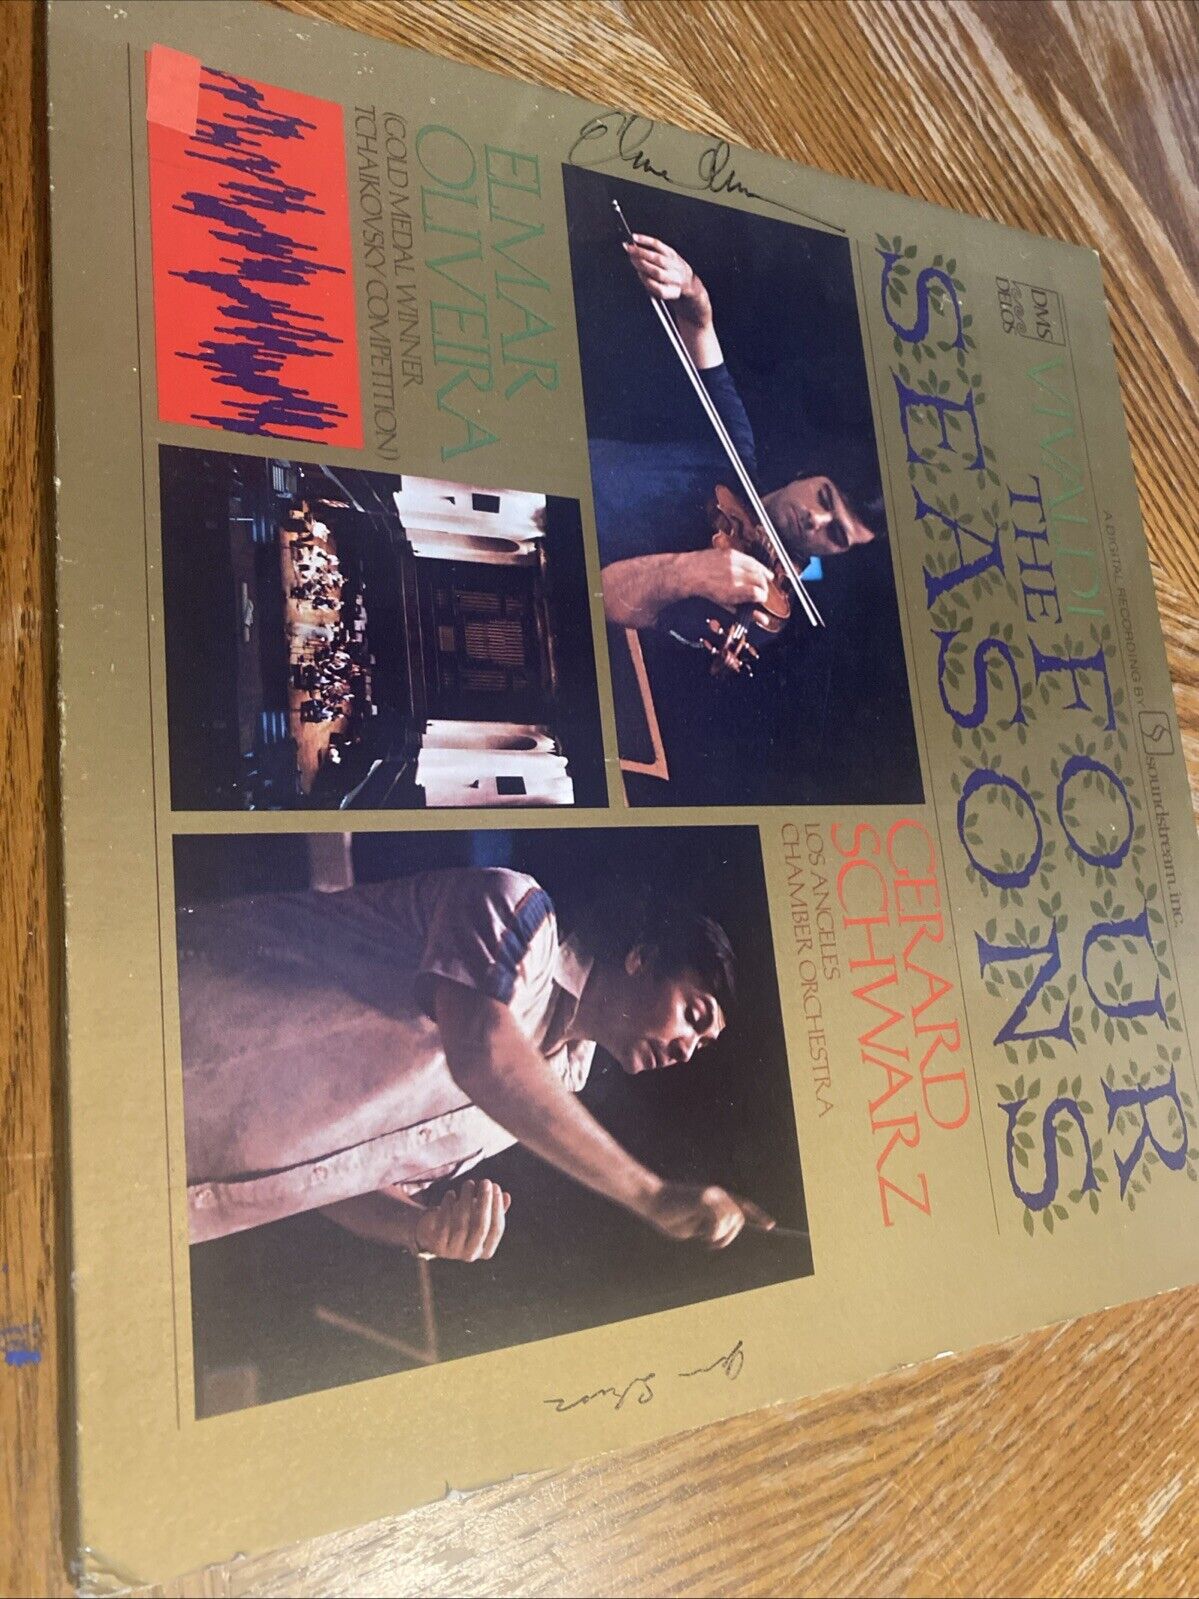 DMS
DELOS
VIVALDI
A DIGITAL RECORDING BY soundstream, inc.
THE FOUR
SEASONS
ELMAR
OLIVEIRA
(GOLD MEDAL WINNER
TCHAIKOVSKY COMPETITION)
GERARD
SCHWARZ
LOS ANGELES
CHAMBER ORCHESTRA